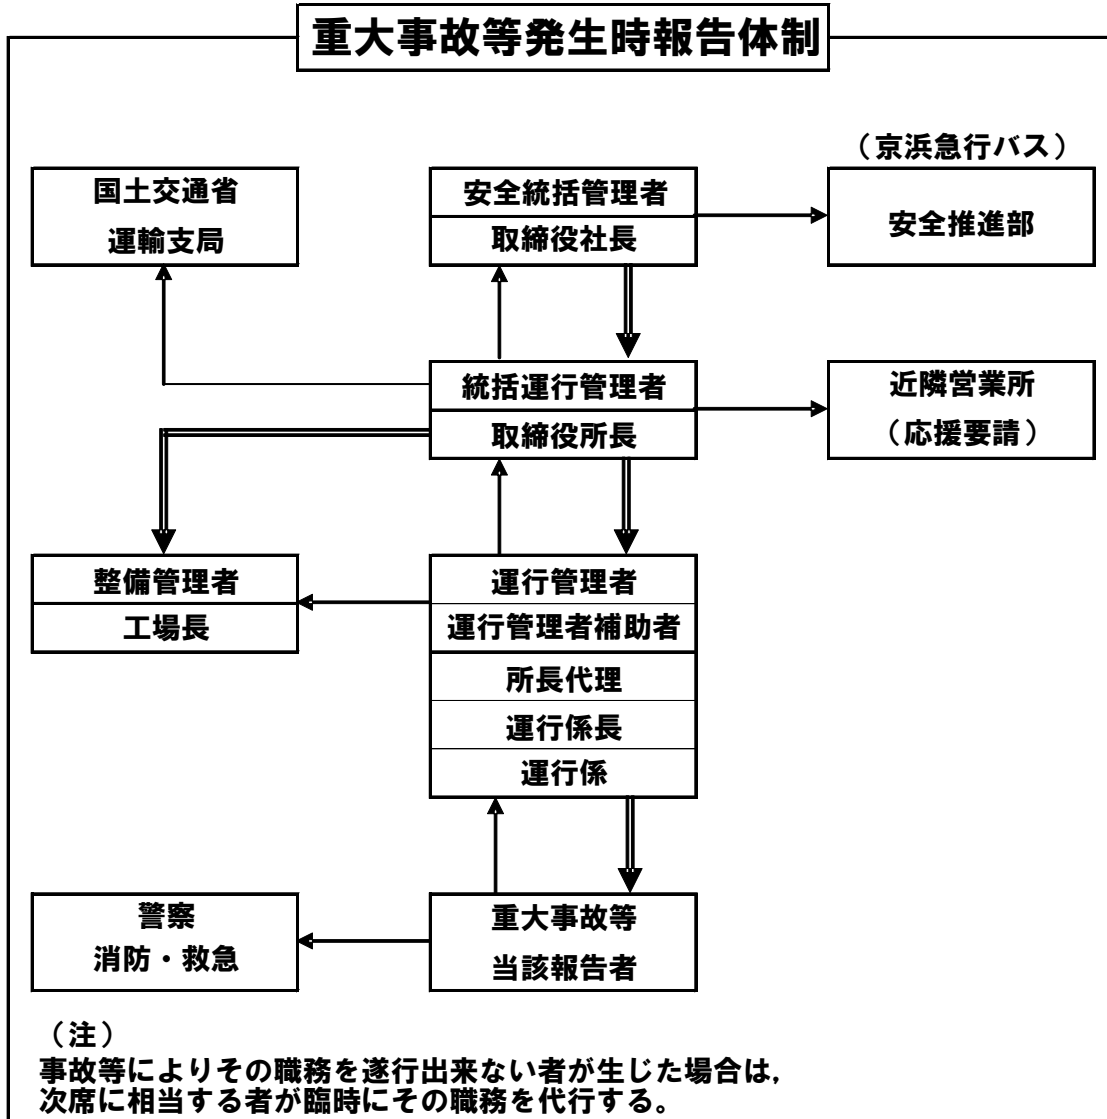 重大事故等発生時報告体制
（京浜急行バス）
国土交通省
運輸支局
安全統括管理者
取締役社長
安全推進部
統括運行管理者
取締役所長
近隣営業所
（応援要請）
整備管理者
工場長
運行管理者
運行管理者補助者
所長代理
運行係長
運行係
警察
消防・救急
重大事故等
当該報告者
（注）
事故等によりその職務を遂行出来ない者が生じた場合は，
次席に相当する者が臨時にその職務を代行する。